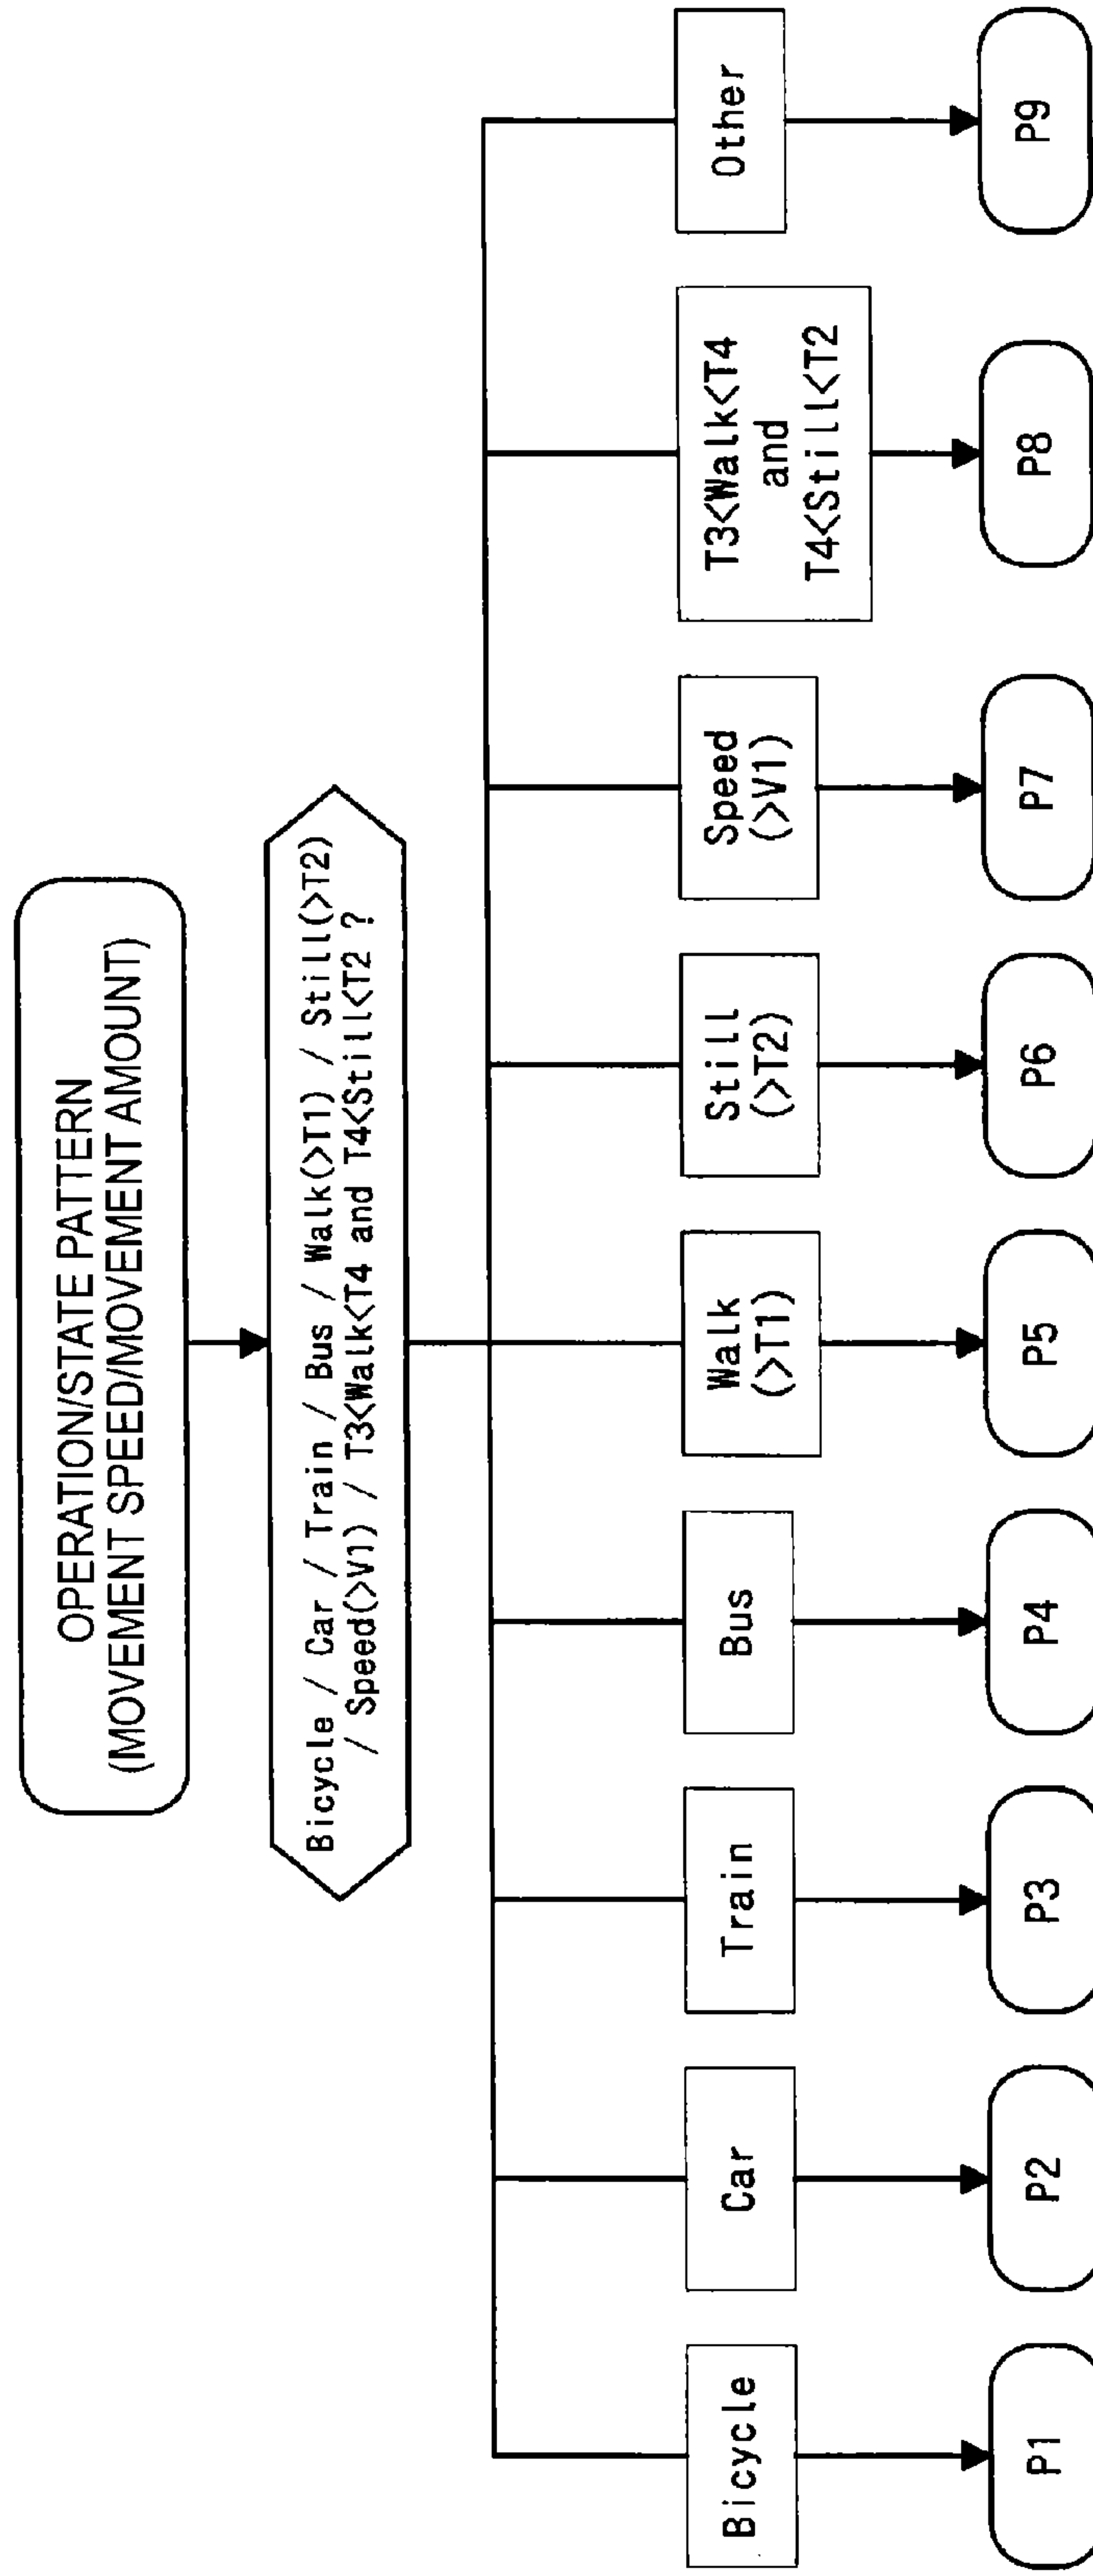 OPERATION/STATE PATTERN
(MOVEMENT SPEED/MOVEMENT AMOUNT)
Bicycle / Car / Train / Bus / Walk(>T1) / Still(>T2)
/ Speed(>V1) / T3<Walk<T4 and T4<Still<T2 ?
Bicycle
Car
Train
Bus
Walk
(>T1)
Still
(>T2)
Speed
(>V1)
T3<Walk<T4
and
T4<Still<T2
Other
P1
P2
P3
P4
P5
P6
P7
P8
P9